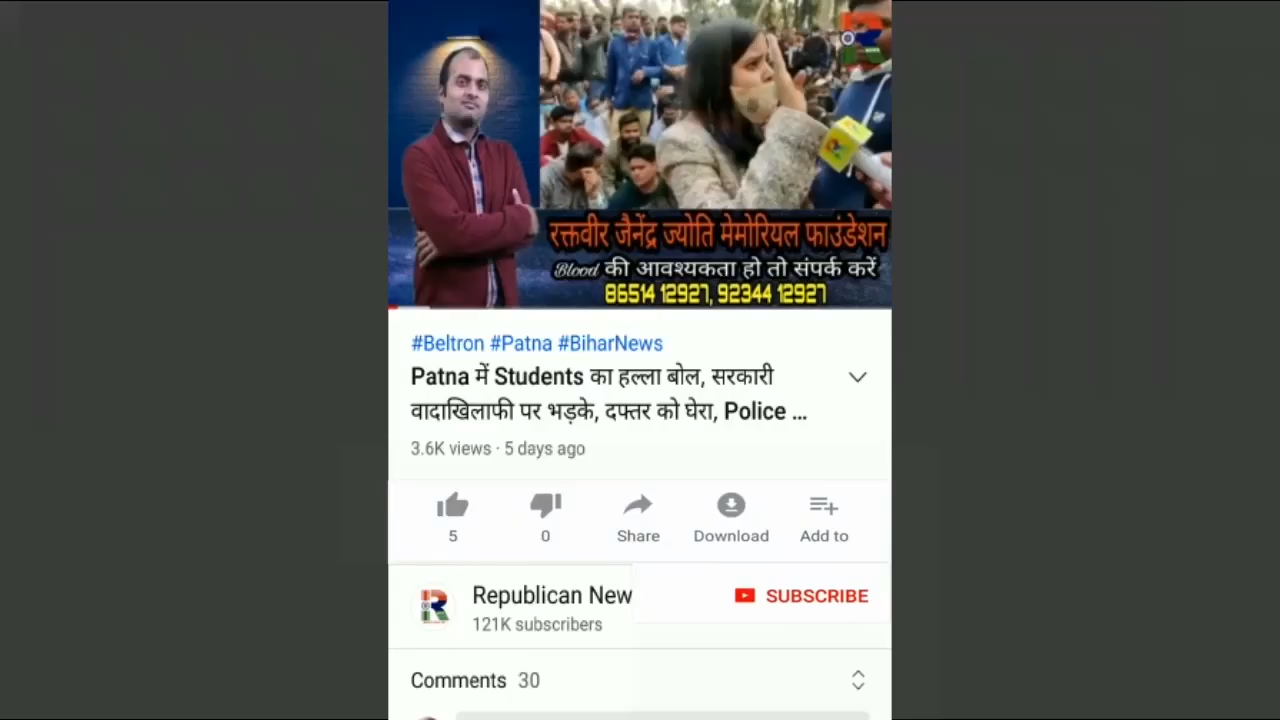 रक्तवीर जैनेंद्र ज्योति मेमोरियल फाउंडेशन
Blood की आवश्यकता हो तो संपर्क करें
86514 12927, 92344 12927
#Beltron #Patna #BiharNews
Patna में Students का हल्ला बोल, सरकारी
वादाखिलाफी पर भड़के, दफ्तर को घेरा, Police ...
3.6K views · 5 days ago
5
0
Share
Download
Add to
Republican New
SUBSCRIBE
121K subscribers
Comments 30